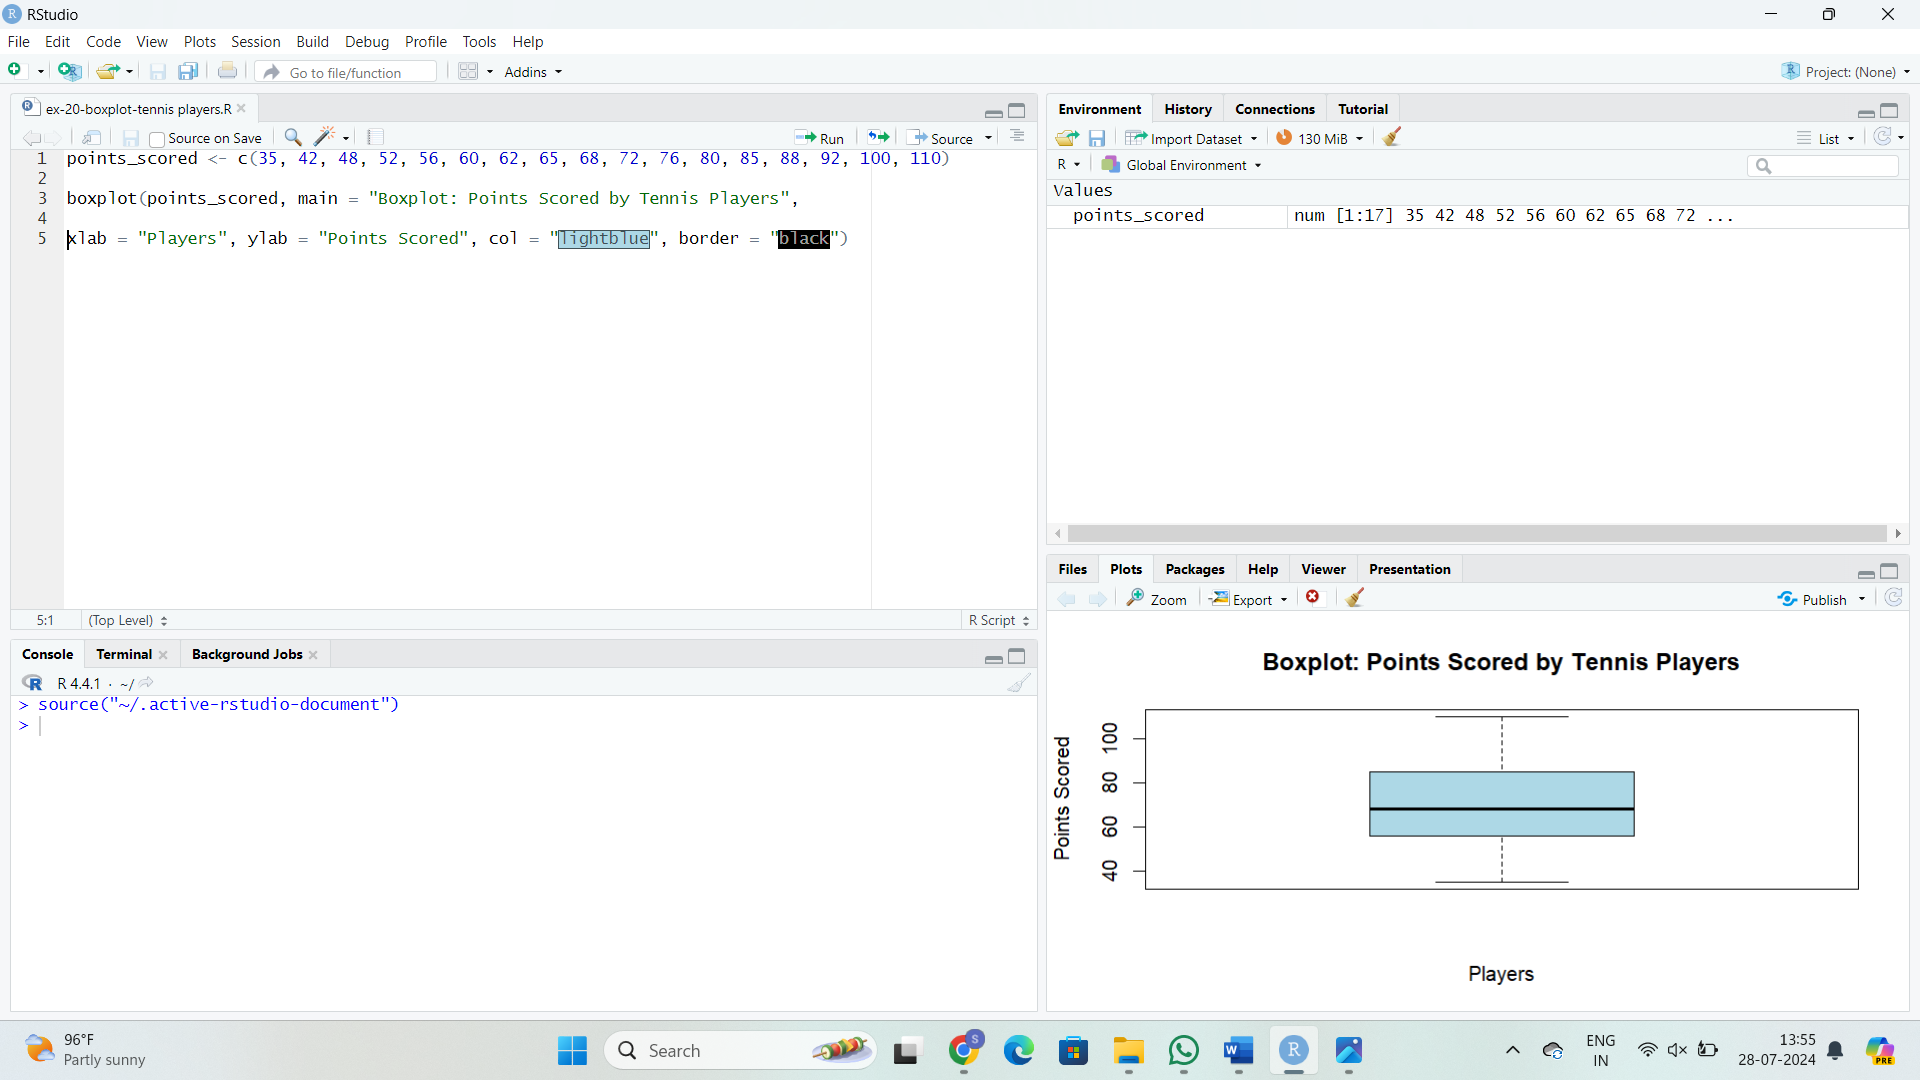 RStudio
File Edit Code View Plots Session Build Debug Profile Tools Help
Go to file/function Addins Project: (None)
ex-20-boxplot-tennis players.R
Source on Save Run Source
1 points_scored <- c(35, 42, 48, 52, 56, 60, 62, 65, 68, 72, 76, 80, 85, 88, 92, 100, 110)
2
3 boxplot(points_scored, main = "Boxplot: Points Scored by Tennis Players",
4
5 xlab = "Players", ylab = "Points Scored", col = "lightblue", border = "black")
5:1 (Top Level) R Script
Console Terminal Background Jobs
R 4.4.1 · ~/
> source("~/.active-rstudio-document")
>
Environment History Connections Tutorial
Import Dataset 130 MiB List
R Global Environment
Values
points_scored num [1:17] 35 42 48 52 56 60 62 65 68 72 ...
Files Plots Packages Help Viewer Presentation
Zoom Export Publish
Boxplot: Points Scored by Tennis Players
Points Scored
100
80
60
40
Players
96°F
Partly sunny
Search
S
W
R
PRE
ENG
IN
13:55
28-07-2024